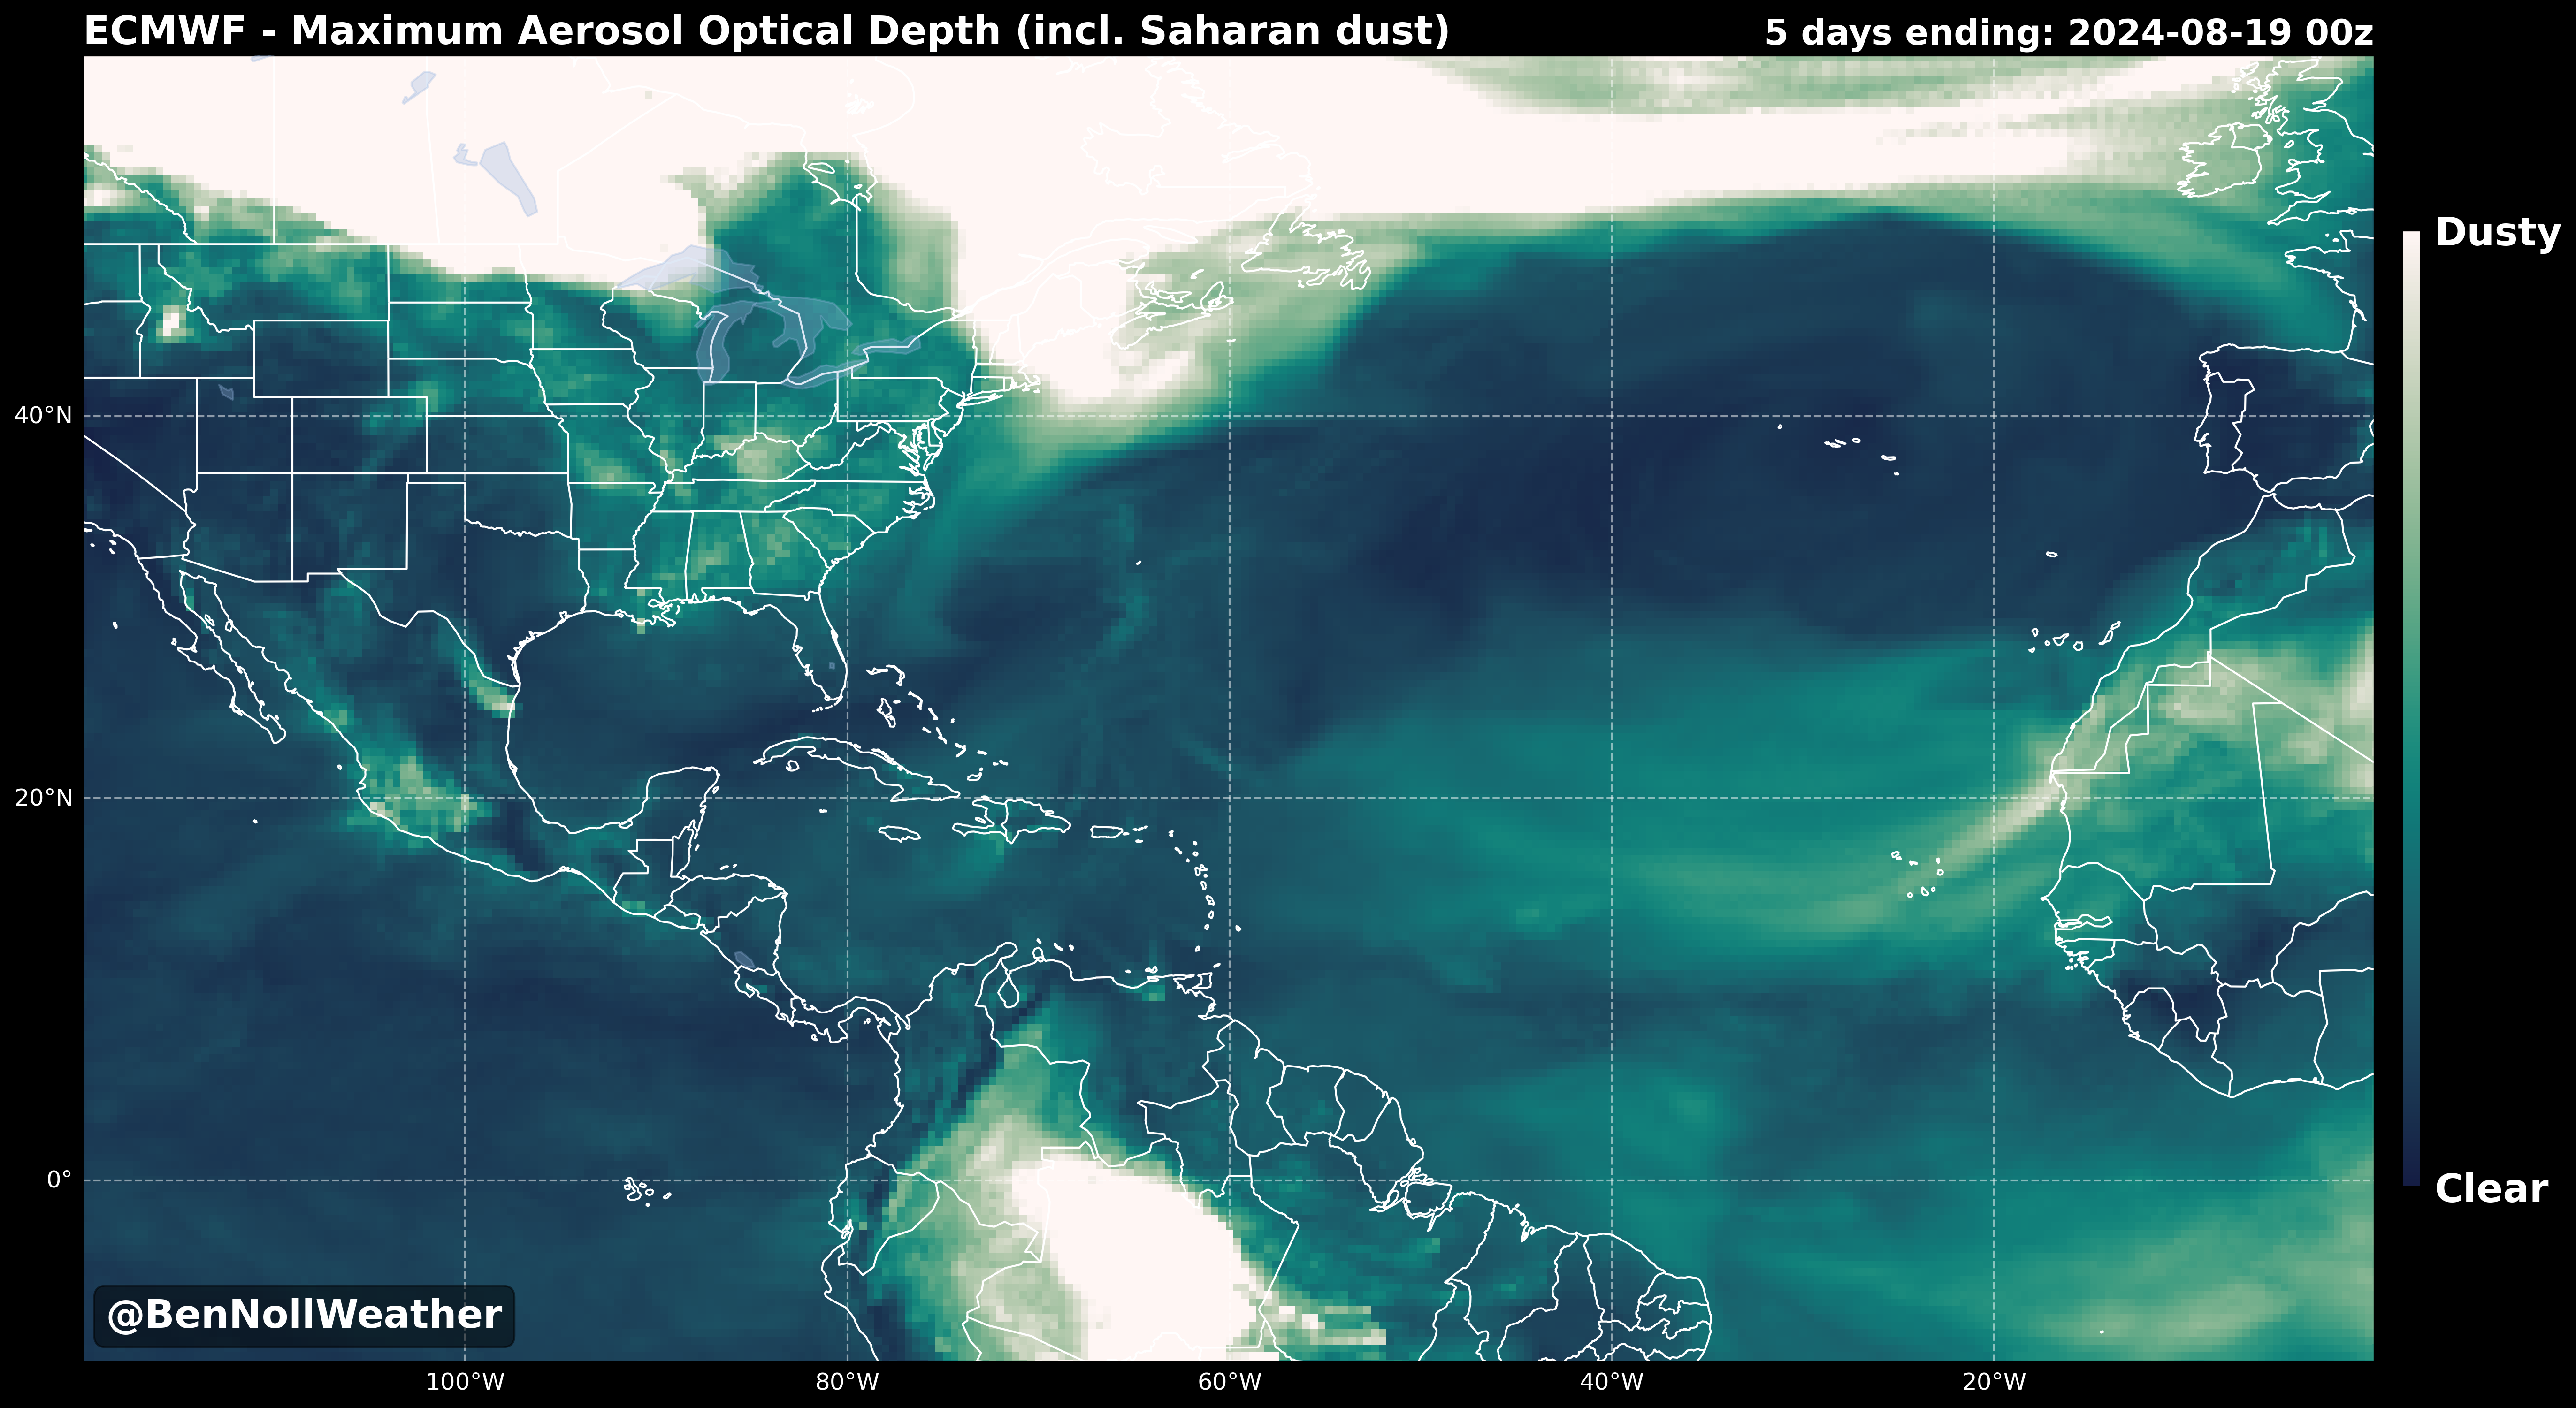 ECMWF - Maximum Aerosol Optical Depth (incl. Saharan dust)
5 days ending: 2024-08-19 00z
Dusty
40°N
20°N
0°
Clear
@BenNollWeather
100°W
80°W
60°W
40°W
20°W